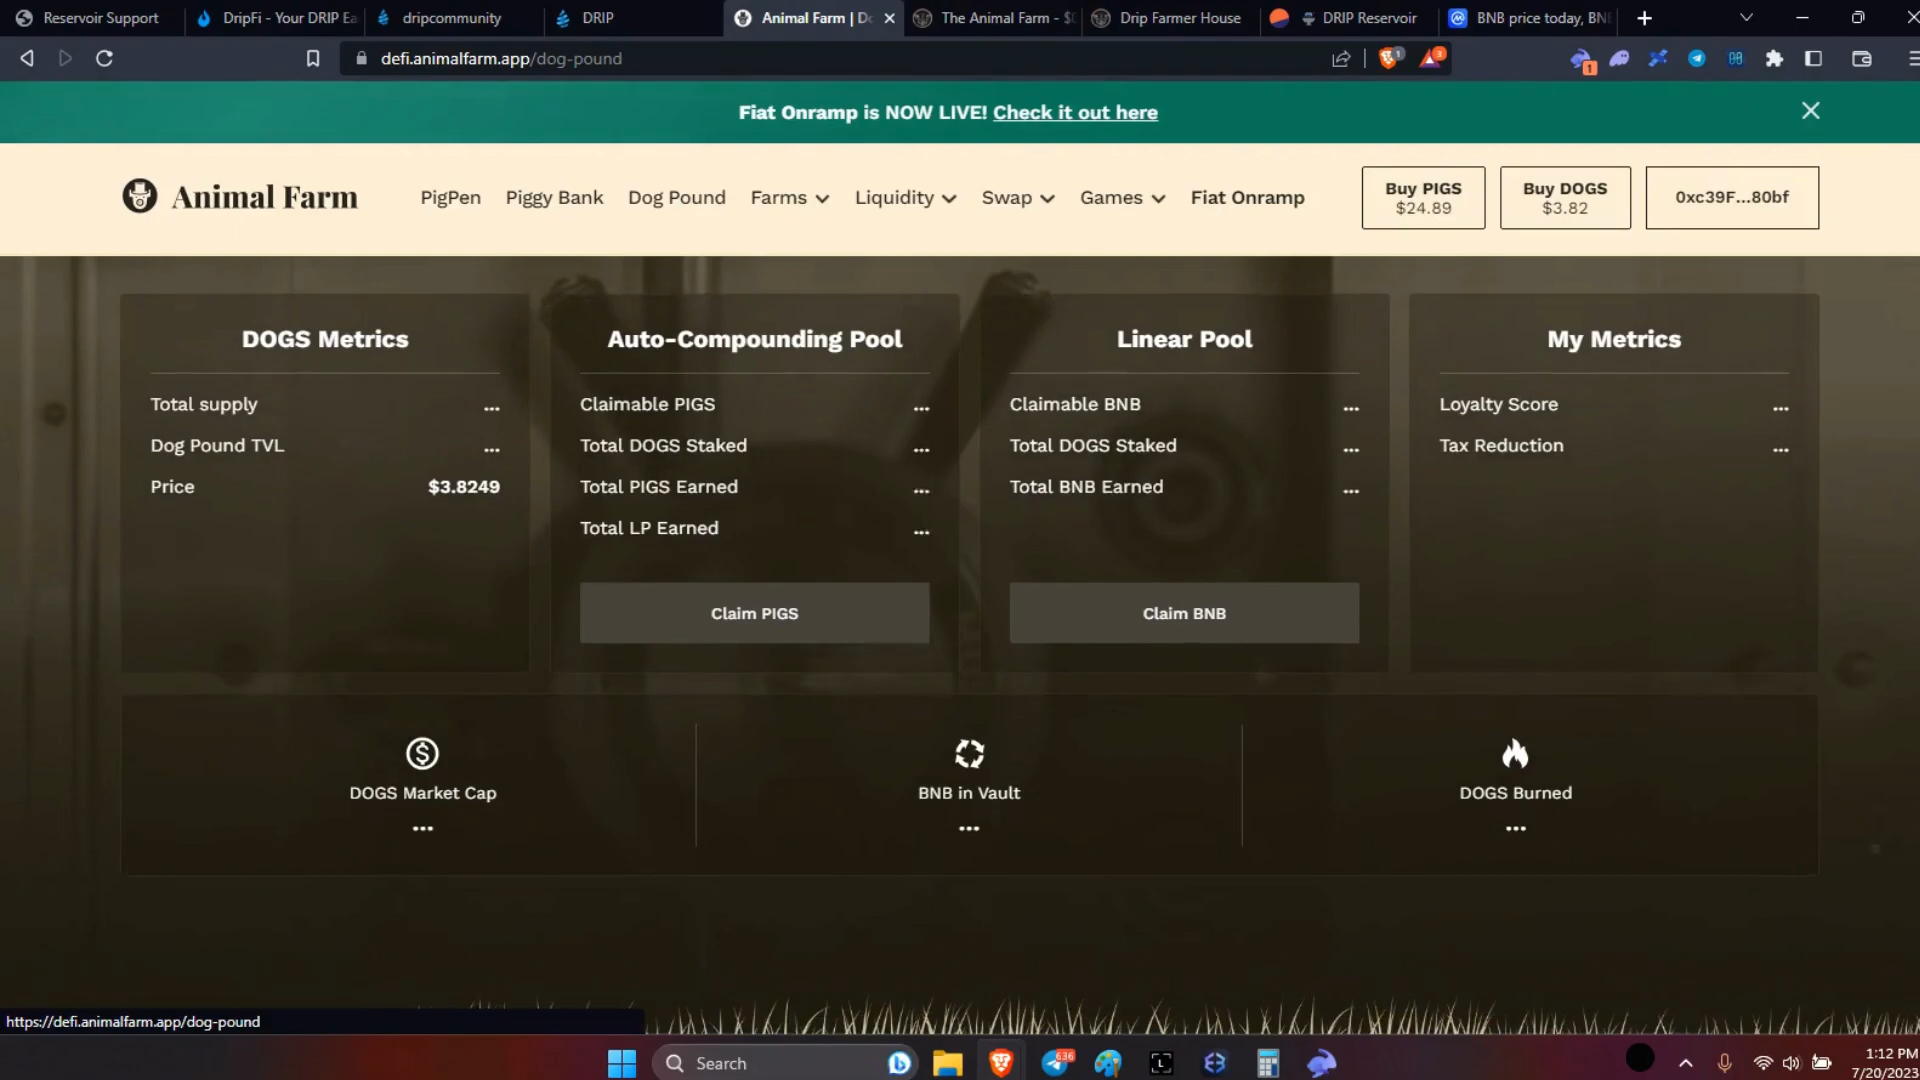 Reservoir Support
DripFi - Your DRIP Ea
dripcommunity
DRIP
Animal Farm | Do
The Animal Farm - $
Drip Farmer House
DRIP Reservoir
BNB price today, BN
defi.animalfarm.app/dog-pound
1
3
1
Fiat Onramp is NOW LIVE! Check it out here
Animal Farm
PigPen
Piggy Bank
Dog Pound
Farms
Liquidity
Swap
Games
Fiat Onramp
Buy PIGS
$24.89
Buy DOGS
$3.82
0xc39F...80bf
DOGS Metrics
Total supply ...
Dog Pound TVL ...
Price $3.8249
Auto-Compounding Pool
Claimable PIGS ...
Total DOGS Staked ...
Total PIGS Earned ...
Total LP Earned ...
Claim PIGS
Linear Pool
Claimable BNB ...
Total DOGS Staked ...
Total BNB Earned ...
Claim BNB
My Metrics
Loyalty Score ...
Tax Reduction ...
DOGS Market Cap
...
BNB in Vault
...
DOGS Burned
...
https://defi.animalfarm.app/dog-pound
Search
636
1:12 PM
7/20/2023